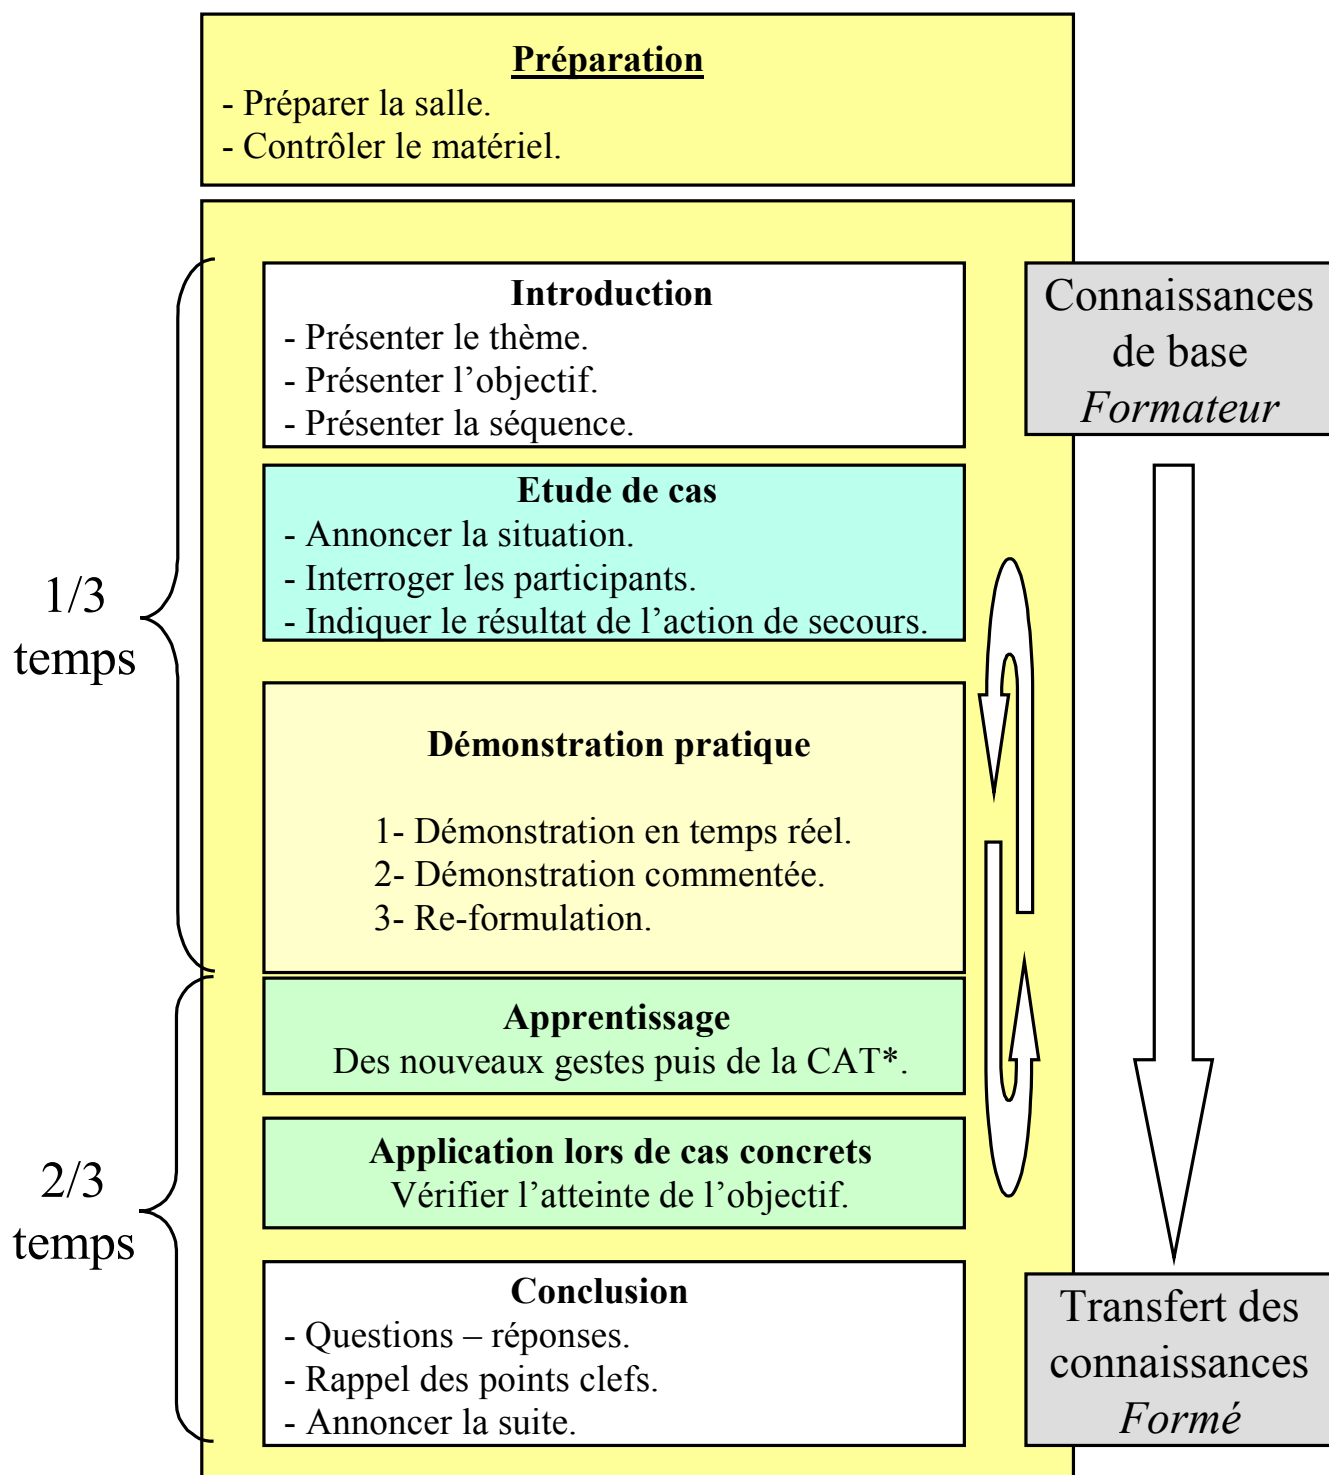 Préparation
- Préparer la salle.
- Contrôler le matériel.
Introduction
- Présenter le thème.
- Présenter l’objectif.
- Présenter la séquence.
Connaissances
de base
Formateur
Etude de cas
- Annoncer la situation.
- Interroger les participants.
- Indiquer le résultat de l’action de secours.
1/3
temps
Démonstration pratique
1- Démonstration en temps réel.
2- Démonstration commentée.
3- Re-formulation.
Apprentissage
Des nouveaux gestes puis de la CAT*.
Application lors de cas concrets
Vérifier l’atteinte de l’objectif.
2/3
temps
Conclusion
- Questions – réponses.
- Rappel des points clefs.
- Annoncer la suite.
Transfert des
connaissances
Formé